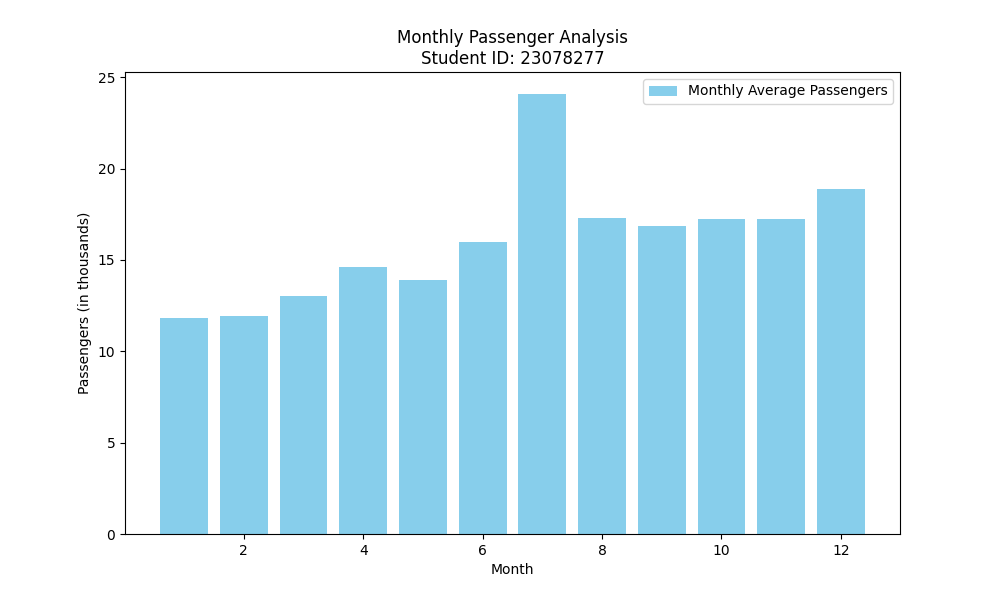 Monthly Passenger Analysis
Student ID: 23078277
Monthly Average Passengers
25
20
15
10
5
0
Passengers (in thousands)
2 4 6 8 10 12
Month